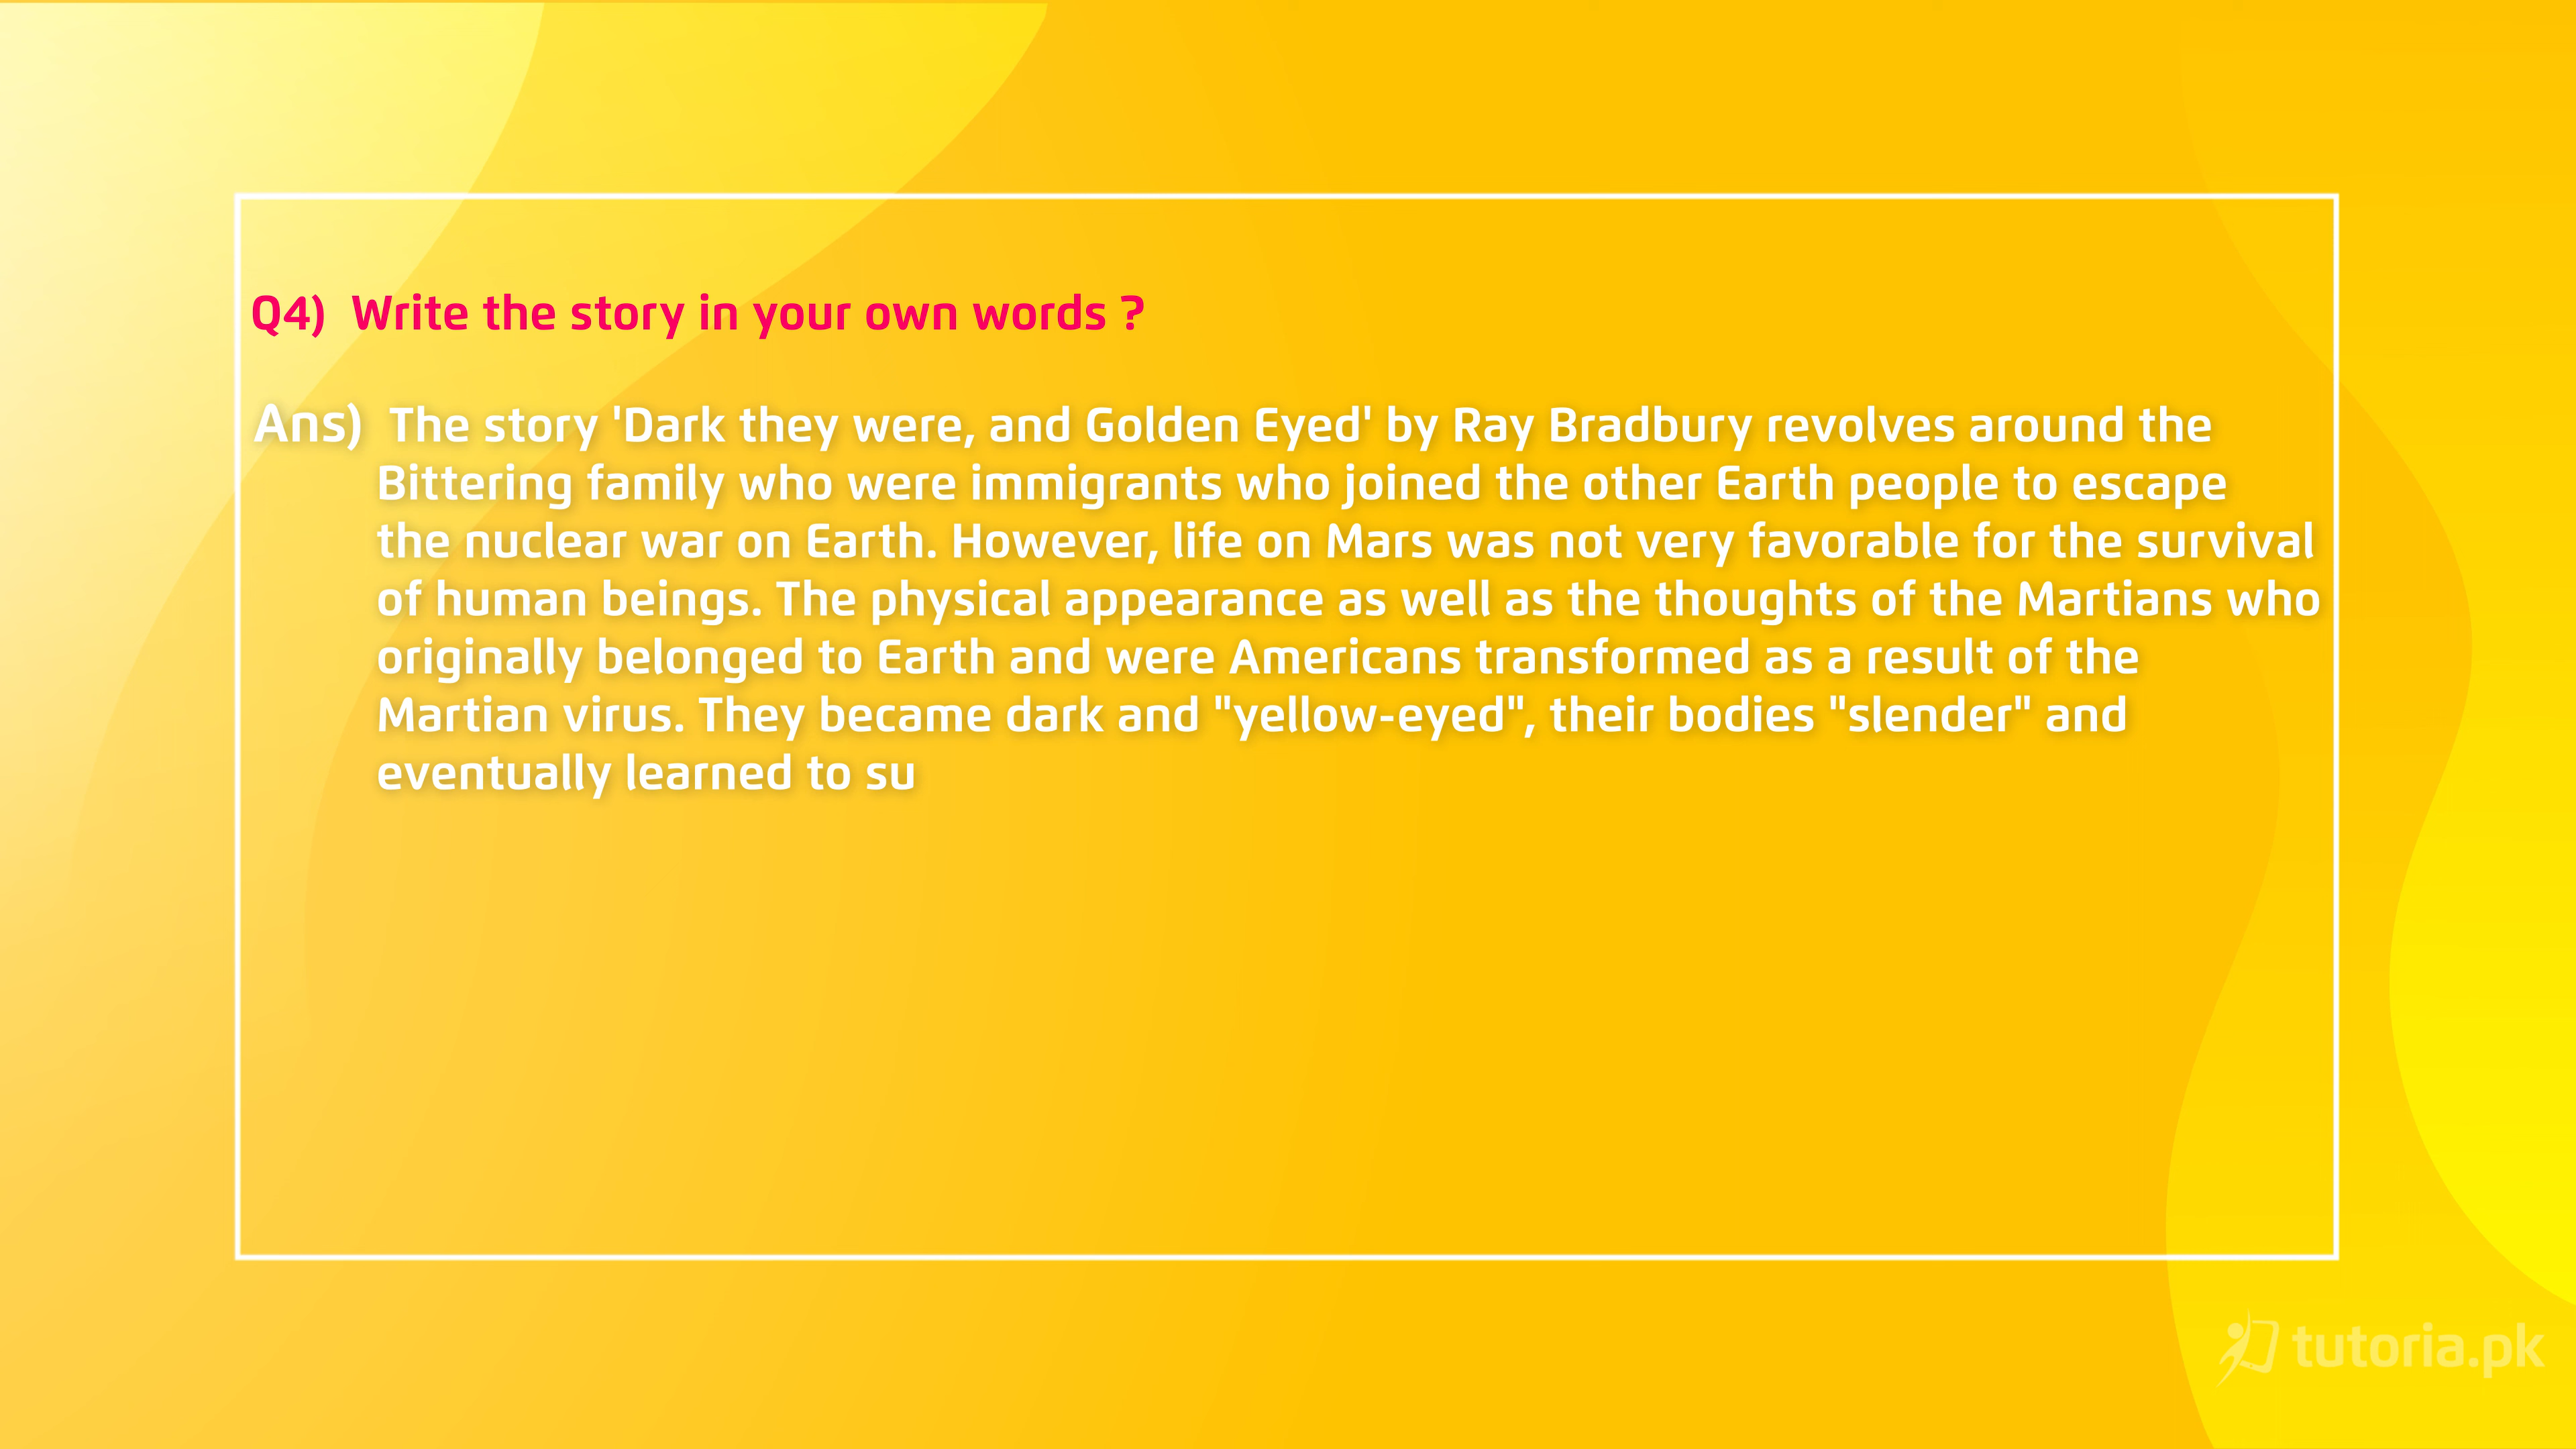 Q4) Write the story in your own words ?
Ans) The story 'Dark they were, and Golden Eyed' by Ray Bradbury revolves around the
Bittering family who were immigrants who joined the other Earth people to escape
the nuclear war on Earth. However, life on Mars was not very favorable for the survival
of human beings. The physical appearance as well as the thoughts of the Martians who
originally belonged to Earth and were Americans transformed as a result of the
Martian virus. They became dark and "yellow-eyed", their bodies "slender" and
eventually learned to su
tutoria.pk